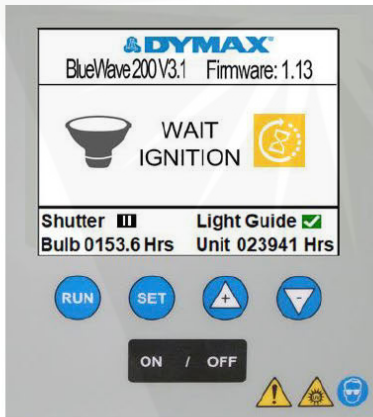 DYMAX
BlueWave 200 V3.1 Firmware: 1.13
WAIT
IGNITION
Shutter Light Guide
Bulb 0153.6 Hrs Unit 023941 Hrs
RUN SET + -
ON / OFF